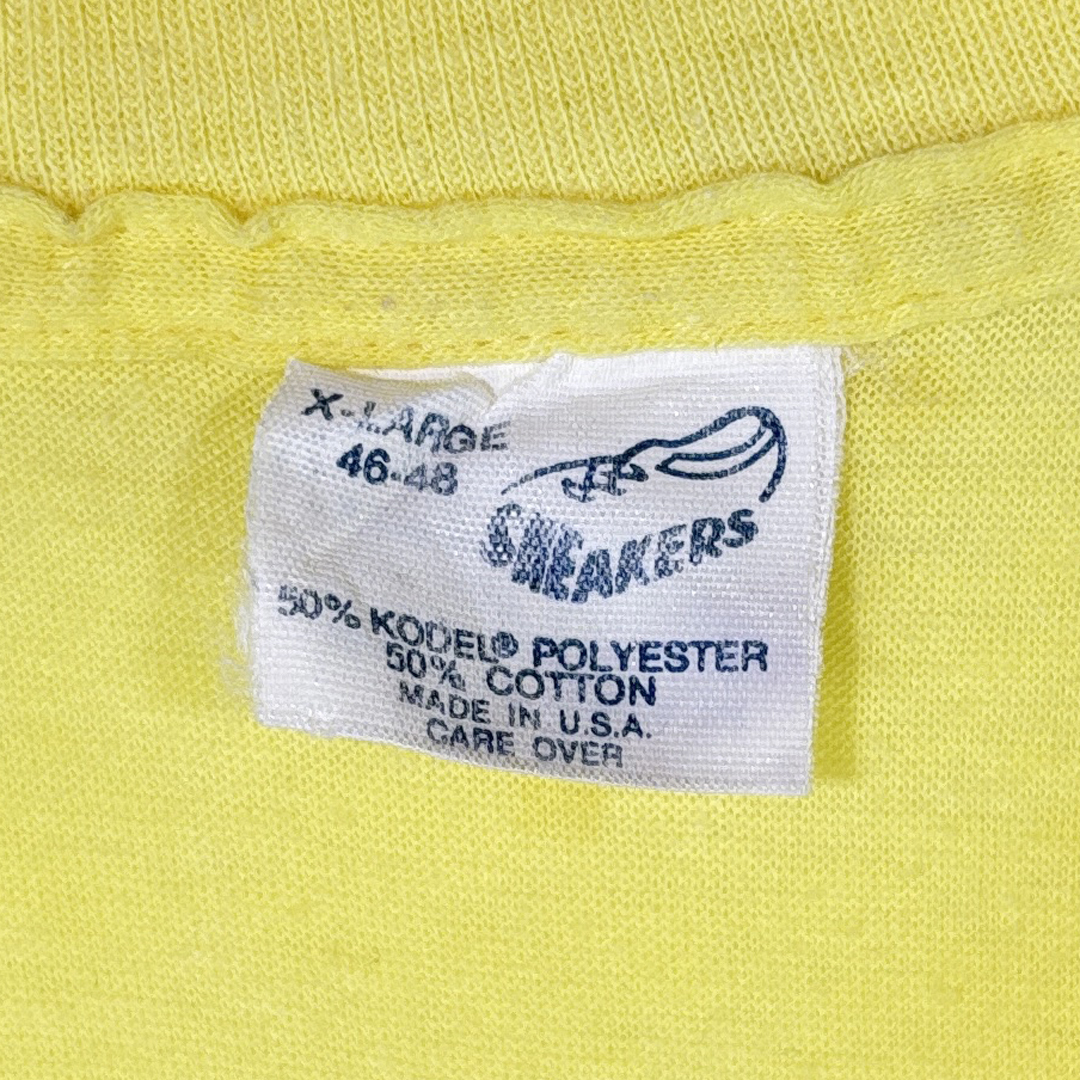 X-LARGE
46-48
SNEAKERS
50% KODEL® POLYESTER
50% COTTON
MADE IN U.S.A.
CARE OVER